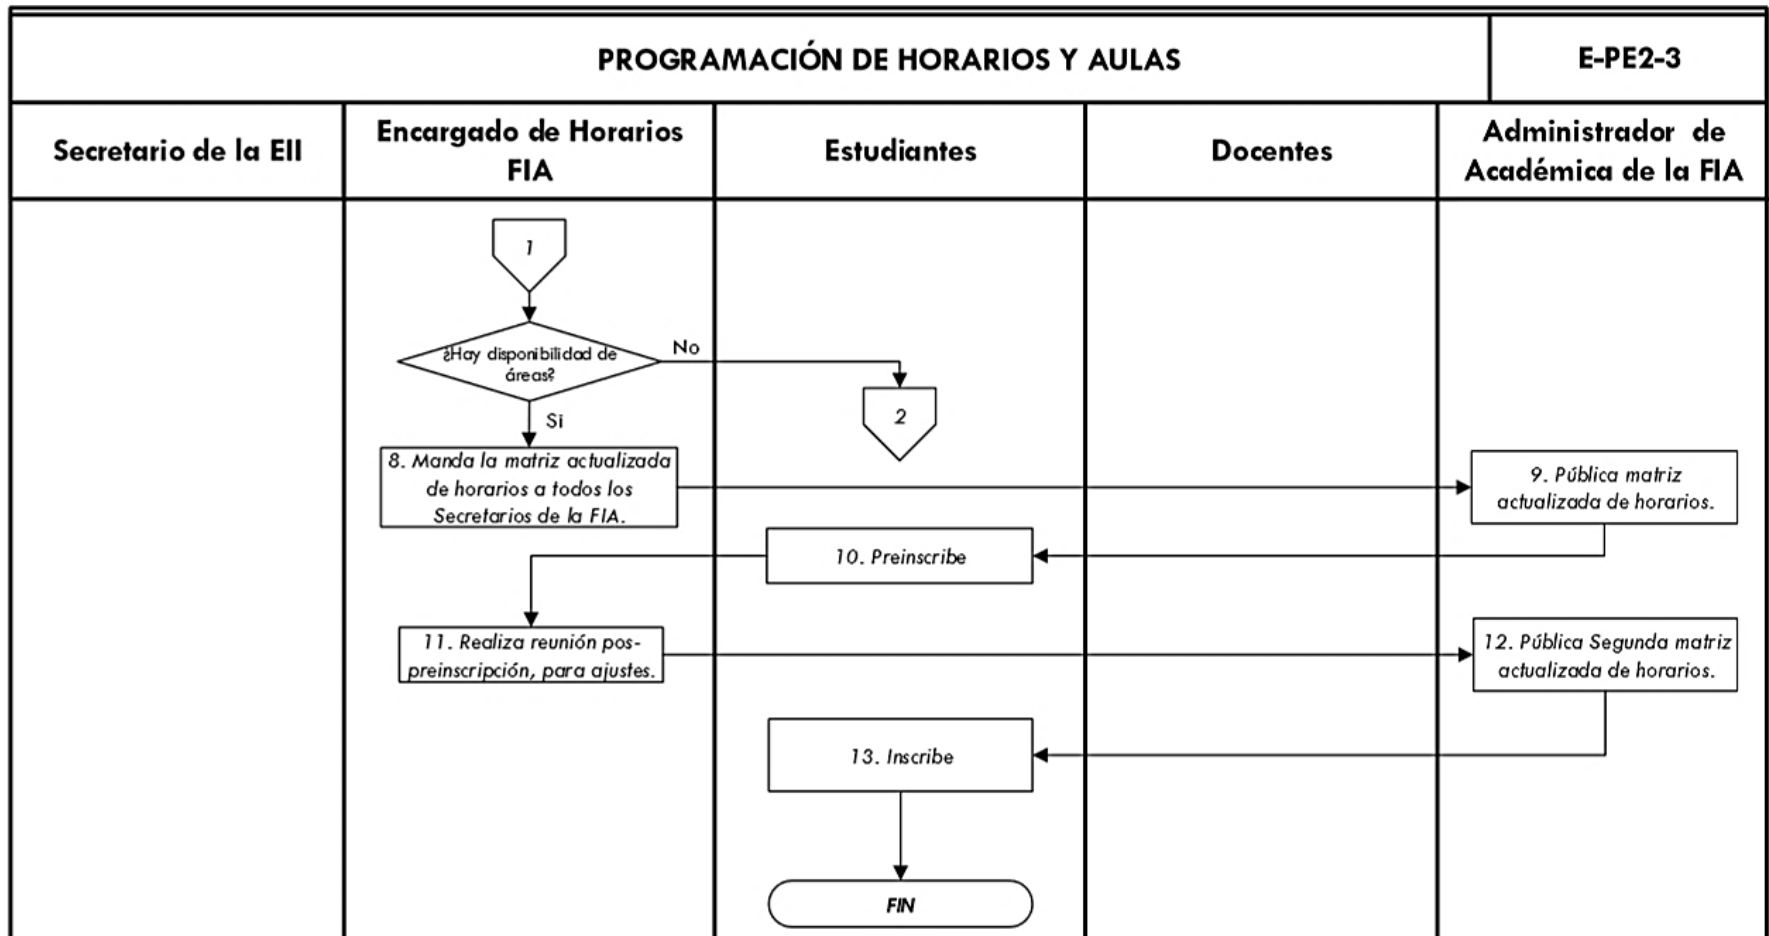 PROGRAMACIÓN DE HORARIOS Y AULAS
E-PE2-3
Secretario de la EII
Encargado de Horarios
FIA
Estudiantes
Docentes
Administrador de
Académica de la FIA
1
¿Hay disponibilidad de
áreas?
No
2
Si
8. Manda la matriz actualizada
de horarios a todos los
Secretarios de la FIA.
9. Pública matriz
actualizada de horarios.
10. Preinscribe
11. Realiza reunión pos-
preinscripción, para ajustes.
12. Pública Segunda matriz
actualizada de horarios.
13. Inscribe
FIN